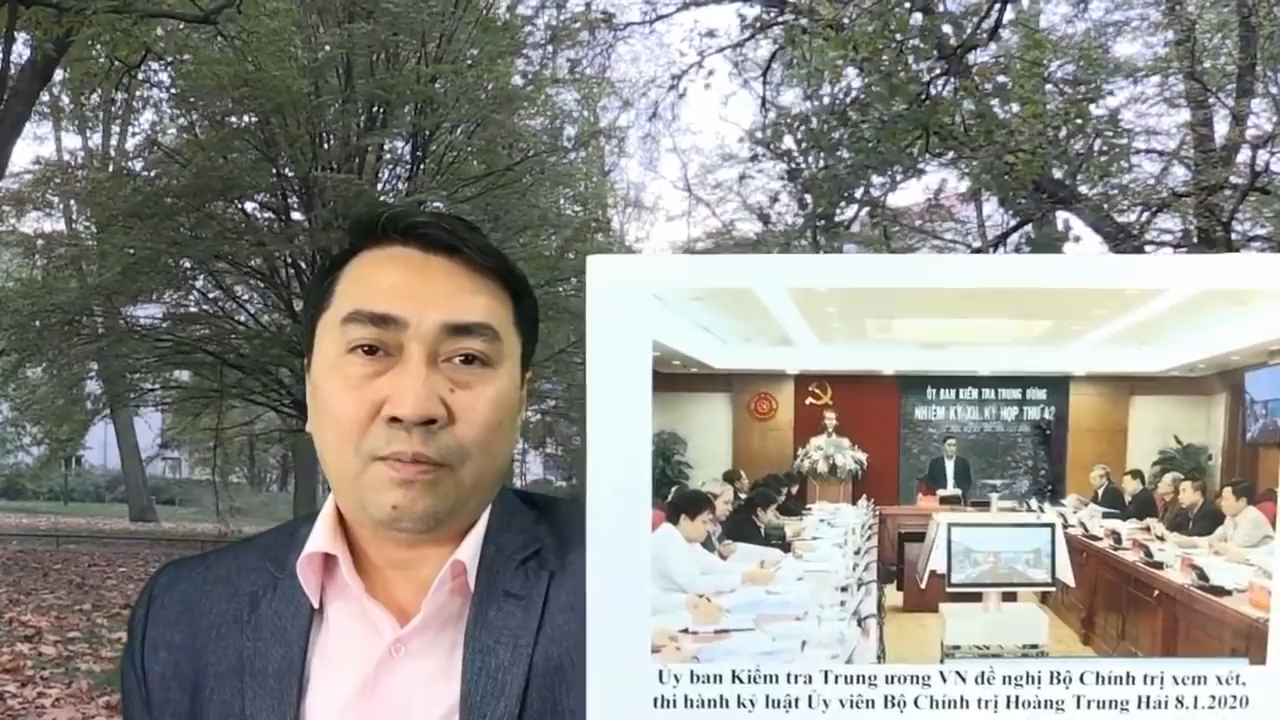 ỦY BAN KIỂM TRA TRUNG ƯƠNG
NHIỆM KỲ XII, KỲ HỌP THỨ 42
Ủy ban Kiểm tra Trung ương VN đề nghị Bộ Chính trị xem xét,
thi hành kỷ luật Ủy viên Bộ Chính trị Hoàng Trung Hải 8.1.2020